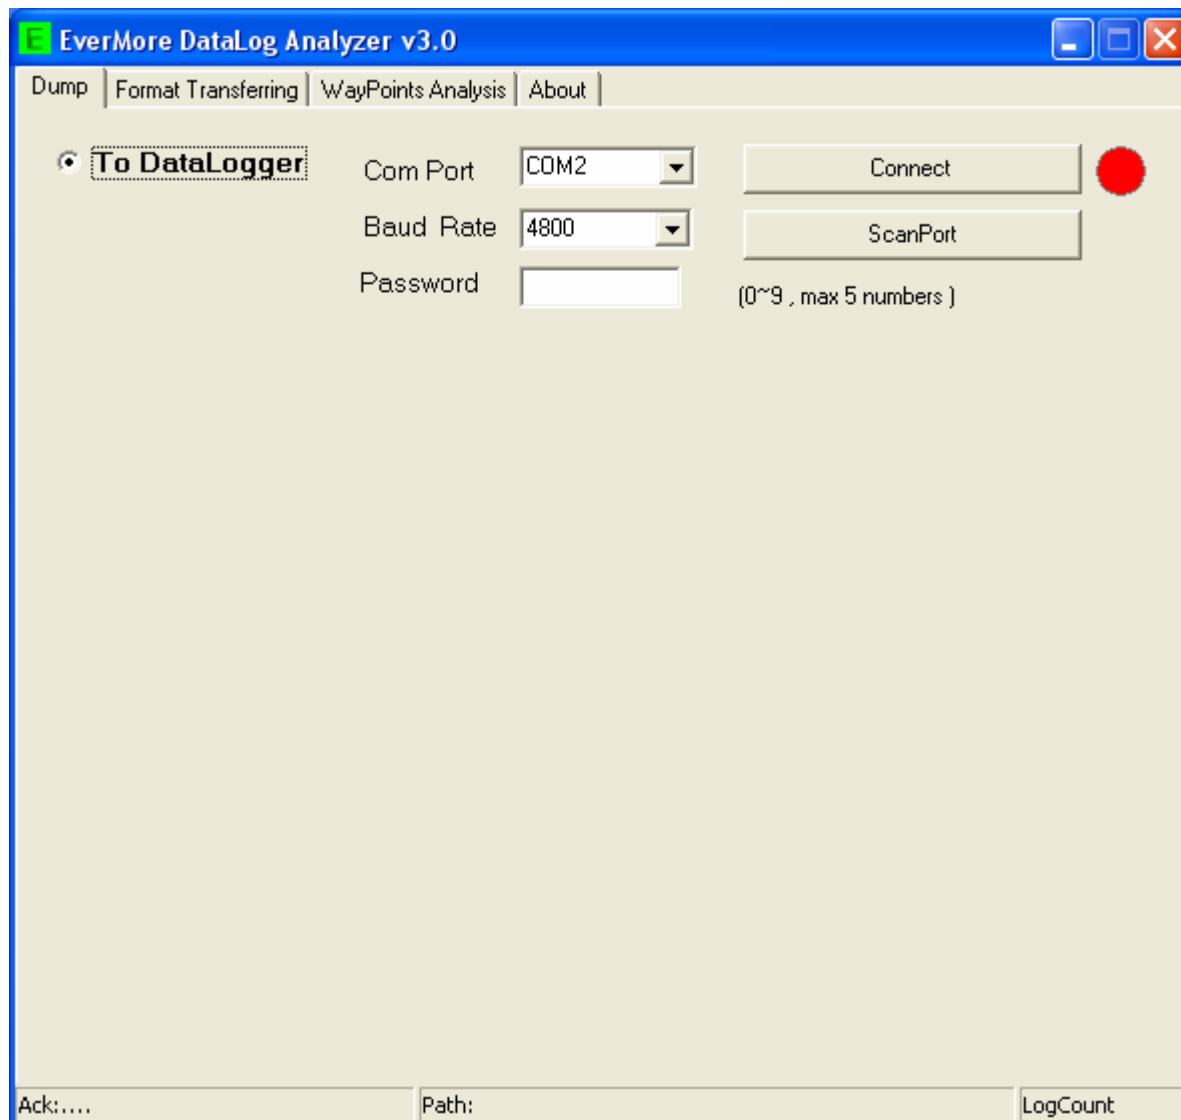 E EverMore DataLog Analyzer v3.0
Dump Format Transferring WayPoints Analysis About
To DataLogger Com Port COM2 Connect
Baud Rate 4800 ScanPort
Password (0~9 , max 5 numbers )
Ack:.... Path: LogCount